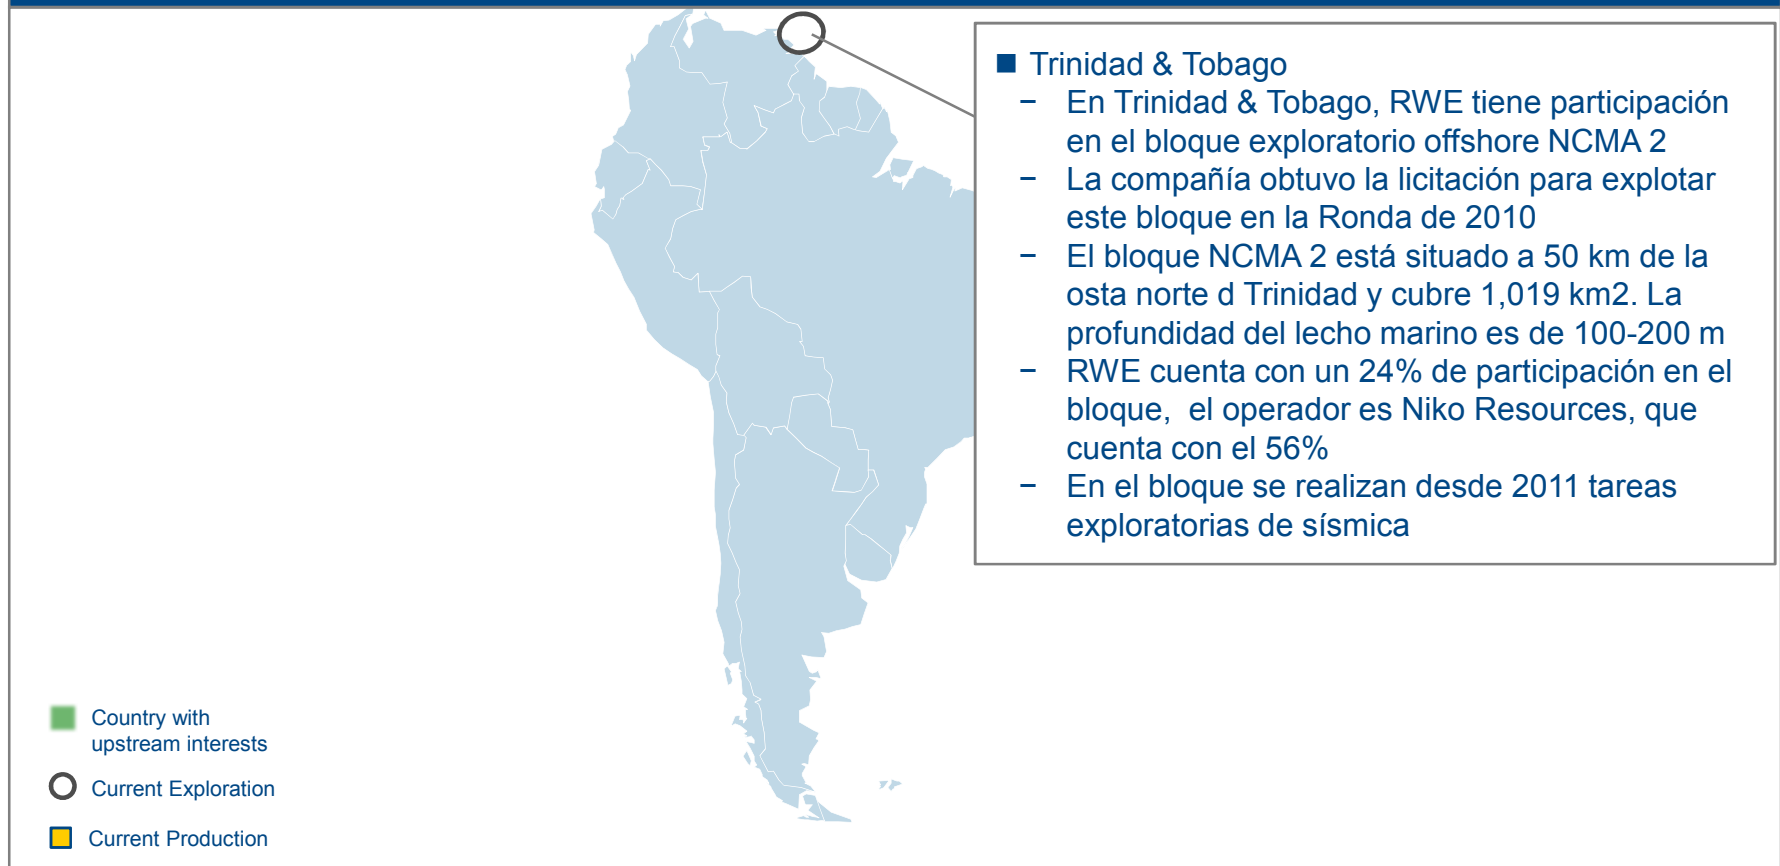 ■ Trinidad & Tobago
− En Trinidad & Tobago, RWE tiene participación
en el bloque exploratorio offshore NCMA 2
− La compañía obtuvo la licitación para explotar
este bloque en la Ronda de 2010
− El bloque NCMA 2 está situado a 50 km de la
osta norte d Trinidad y cubre 1,019 km2. La
profundidad del lecho marino es de 100-200 m
− RWE cuenta con un 24% de participación en el
bloque, el operador es Niko Resources, que
cuenta con el 56%
− En el bloque se realizan desde 2011 tareas
exploratorias de sísmica
Country with
upstream interests
Current Exploration
Current Production